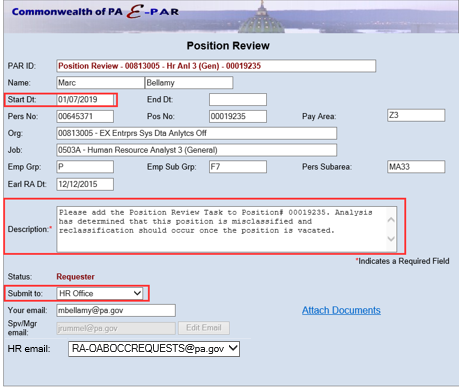 Commonwealth of PA E-PAR
Position Review
PAR ID: Position Review - 00813005 - Hr Anl 3 (Gen) - 00019235
Name: Marc Bellamy
Start Dt: 01/07/2019 End Dt:
Pers No: 00645371 Pos No: 00019235 Pay Area: Z3
Org: 00813005 - EX Entrprs Sys Dta Anlytcs Off
Job: 0503A - Human Resource Analyst 3 (General)
Emp Grp: P Emp Sub Grp: F7 Pers Subarea: MA33
Earl RA Dt: 12/12/2015
Please add the Position Review Task to Position# 00019235. Analysis
has determined that this position is misclassified and
Description:* reclassification should occur once the position is vacated.
*Indicates a Required Field
Status: Requester
Submit to: HR Office
Your email: mbellamy@pa.gov Attach Documents
Spv/Mgr
email: jrummel@pa.gov Edit Email
HR email: RA-OABOCCREQUESTS@pa.gov